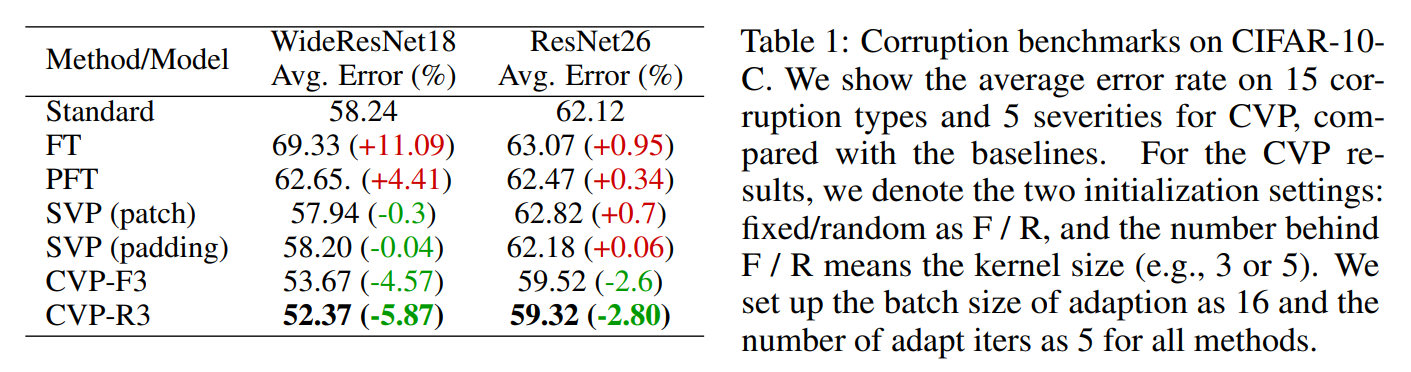 Method/Model WideResNet18 ResNet26
Avg. Error (%) Avg. Error (%)
Standard 58.24 62.12
FT 69.33 (+11.09) 63.07 (+0.95)
PFT 62.65. (+4.41) 62.47 (+0.34)
SVP (patch) 57.94 (-0.3) 62.82 (+0.7)
SVP (padding) 58.20 (-0.04) 62.18 (+0.06)
CVP-F3 53.67 (-4.57) 59.52 (-2.6)
CVP-R3 52.37 (-5.87) 59.32 (-2.80)
Table 1: Corruption benchmarks on CIFAR-10-
C. We show the average error rate on 15 cor-
ruption types and 5 severities for CVP, com-
pared with the baselines. For the CVP re-
sults, we denote the two initialization settings:
fixed/random as F / R, and the number behind
F / R means the kernel size (e.g., 3 or 5). We
set up the batch size of adaption as 16 and the
number of adapt iters as 5 for all methods.